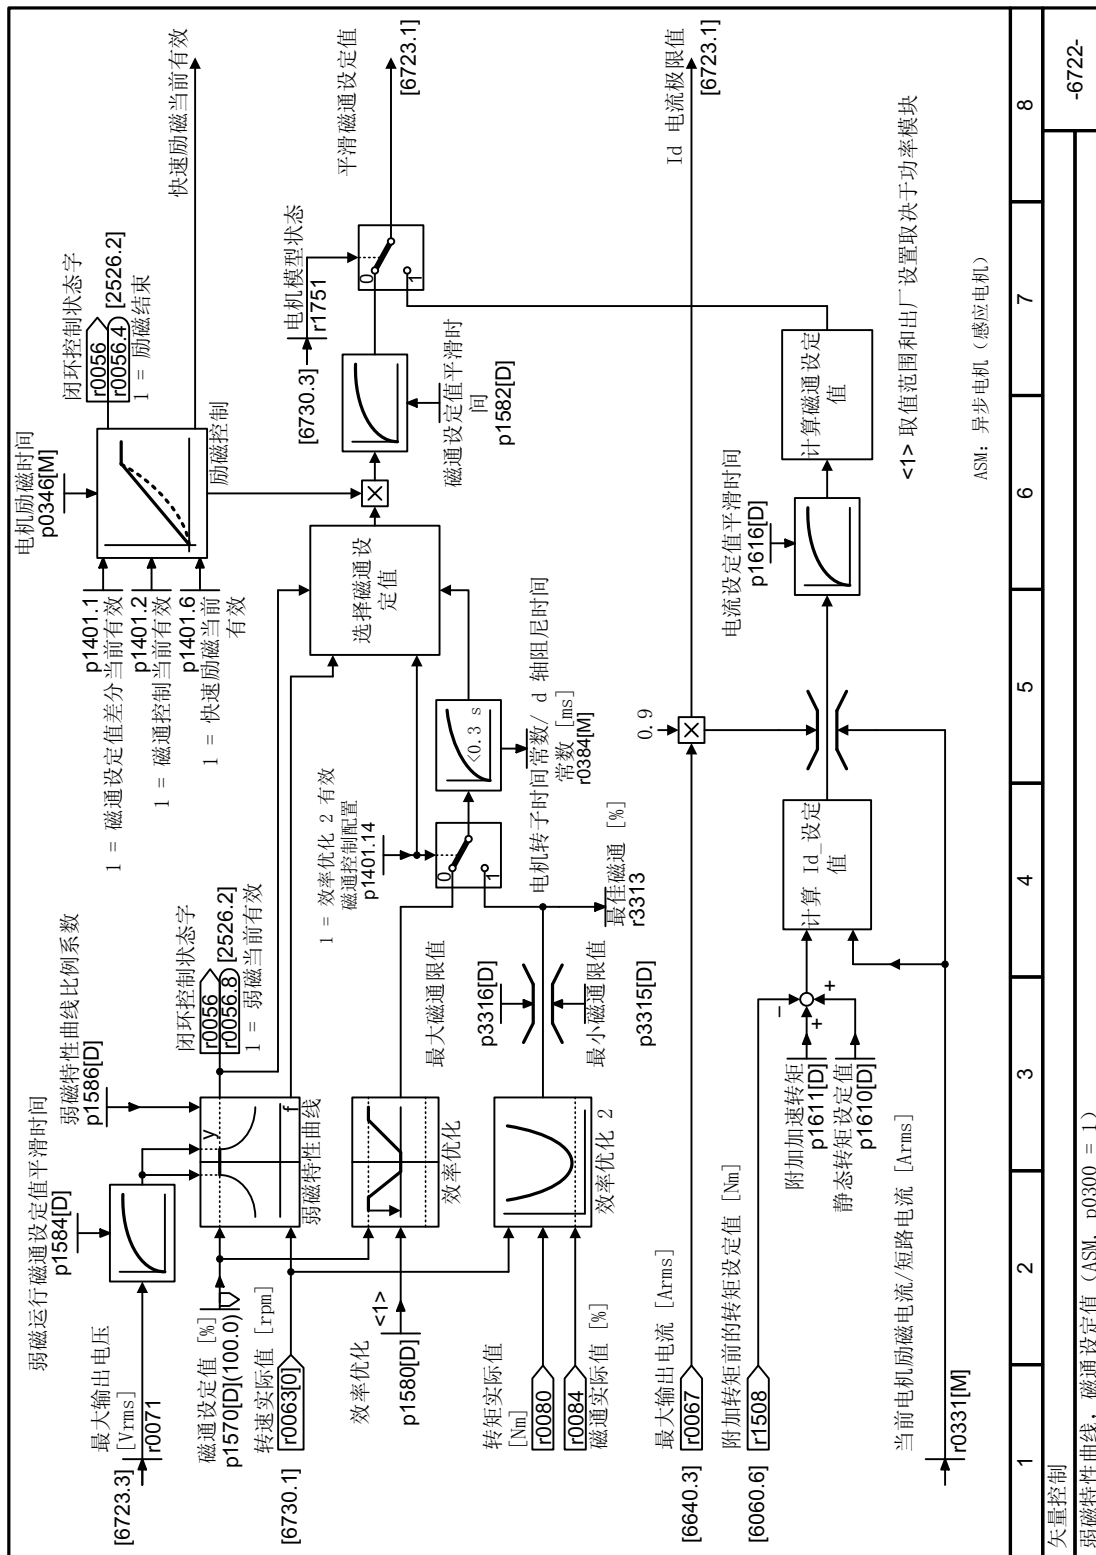 弱磁运行磁通设定值平滑时间
p1584[D]
弱磁特性曲线比例系数
p1586[D]
最大输出电压
[Vrms]
[6723.3]
r0071
磁通设定值 [%]
p1570[D](100.0)
转速实际值 [rpm]
[6730.1]
r0063[0]
y
f
弱磁特性曲线
闭环控制状态字
r0056
r0056.8
[2526.2]
1 = 弱磁当前有效
1 = 磁通设定值差分当前有效
p1401.1
1 = 磁通控制当前有效
p1401.2
1 = 快速励磁当前
有效
p1401.6
电机励磁时间
p0346[M]
励磁控制
闭环控制状态字
r0056
r0056.4
[2526.2]
1 = 励磁结束
快速励磁当前有效
效率优化
p1580[D]
<1>
效率优化
最大磁通限值
1 = 效率优化 2 有效
磁通控制配置
p1401.14
0
1
<0.3 s
选择磁通设
定值
电机转子时间常数/ d 轴阻尼时间
常数 [ms]
r0384[M]
磁通设定值平滑时
间
p1582[D]
[6730.3]
电机模型状态
r1751
0
1
平滑磁通设定值
[6723.1]
转矩实际值
[Nm]
r0080
r0084
磁通实际值 [%]
效率优化 2
p3316[D]
最小磁通限值
p3315[D]
最佳磁通 [%]
r3313
最大输出电流 [Arms]
[6640.3]
r0067
0.9
Id 电流极限值
[6723.1]
附加转矩前的转矩设定值 [Nm]
[6060.6]
r1508
附加加速转矩
p1611[D]
静态转矩设定值
p1610[D]
−
+
+
计算 Id_设定
值
电流设定值平滑时间
p1616[D]
计算磁通设定
值
当前电机励磁电流/短路电流 [Arms]
r0331[M]
<1> 取值范围和出厂设置取决于功率模块
ASM: 异步电机（感应电机）
1
2
3
4
5
6
7
8
矢量控制
弱磁特性曲线，磁通设定值（ASM, p0300 = 1）
-6722-